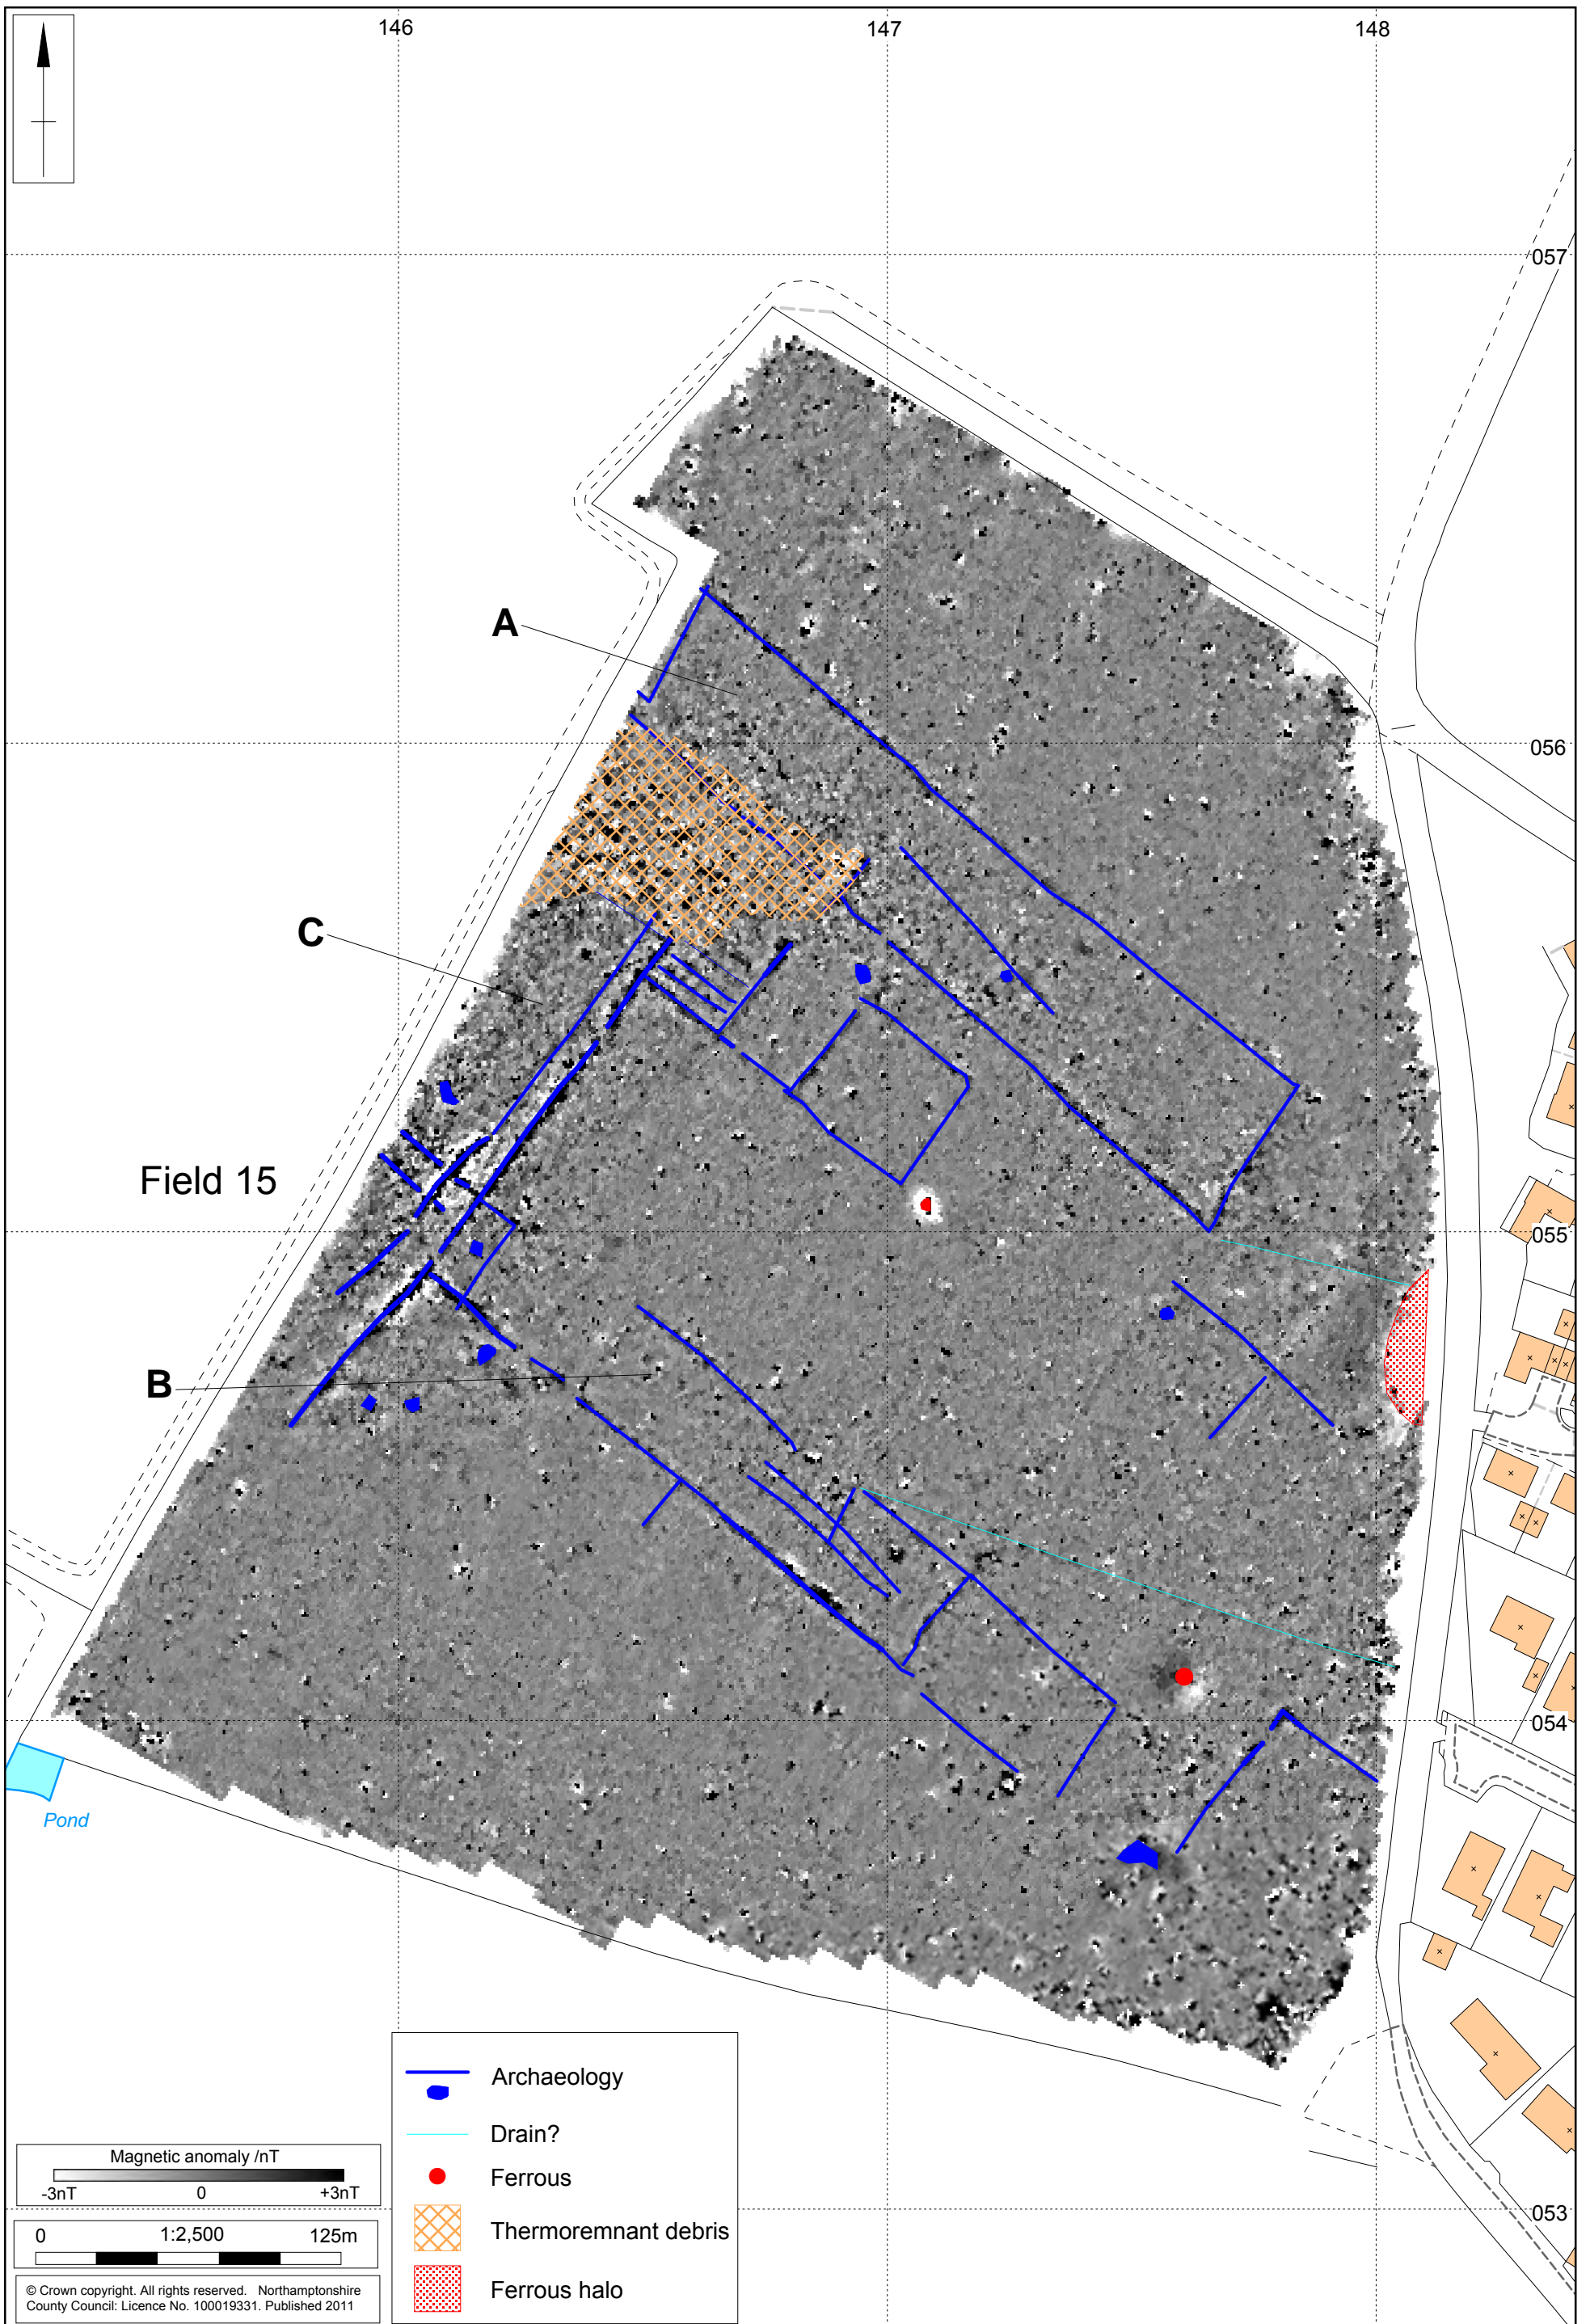 146
147
148
057
A
056
C
Field 15
055
B
054
Pond
Archaeology
Drain?
Magnetic anomaly /nT
-3nT 0 +3nT
Ferrous
053
0 1:2,500 125m
Thermoremnant debris
© Crown copyright. All rights reserved. Northamptonshire
County Council: Licence No. 100019331. Published 2011
Ferrous halo